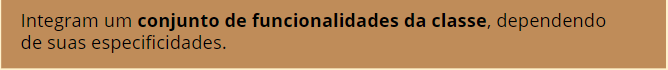 Integram um conjunto de funcionalidades da classe, dependendo
de suas especificidades.